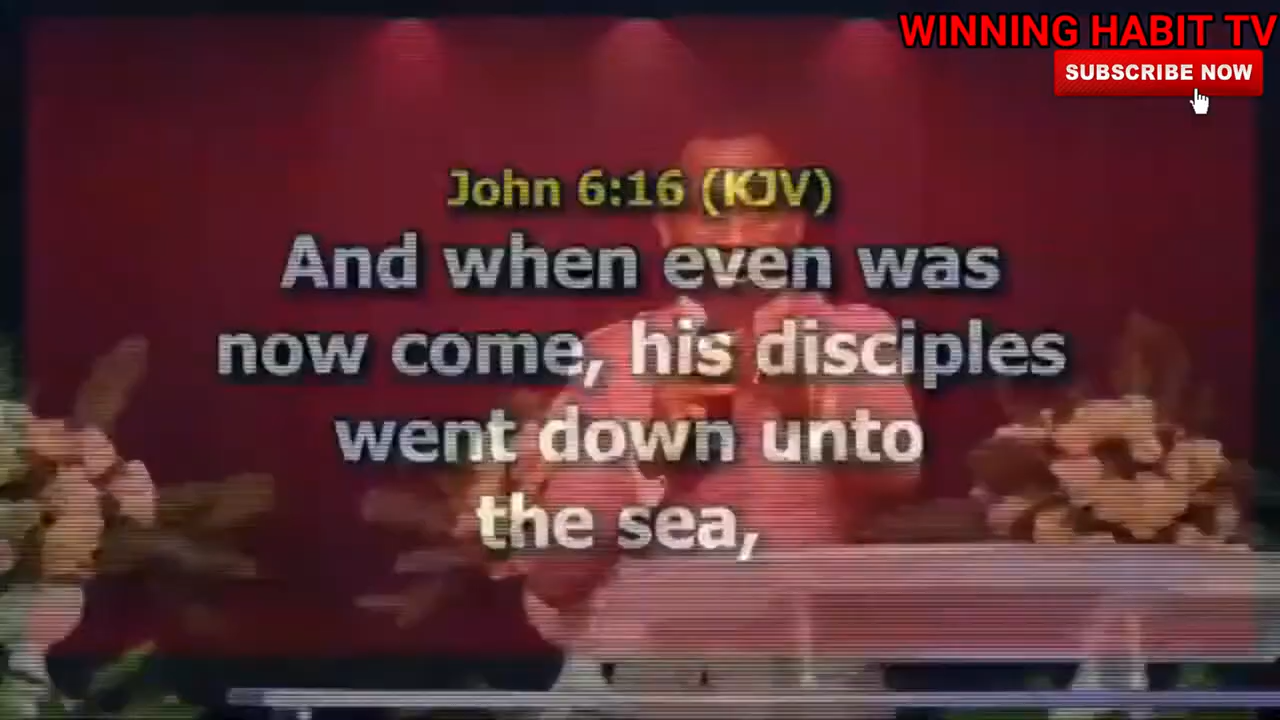 WINNING HABIT TV
SUBSCRIBE NOW
John 6:16 (KJV)
And when even was
now come, his disciples
went down unto
the sea,